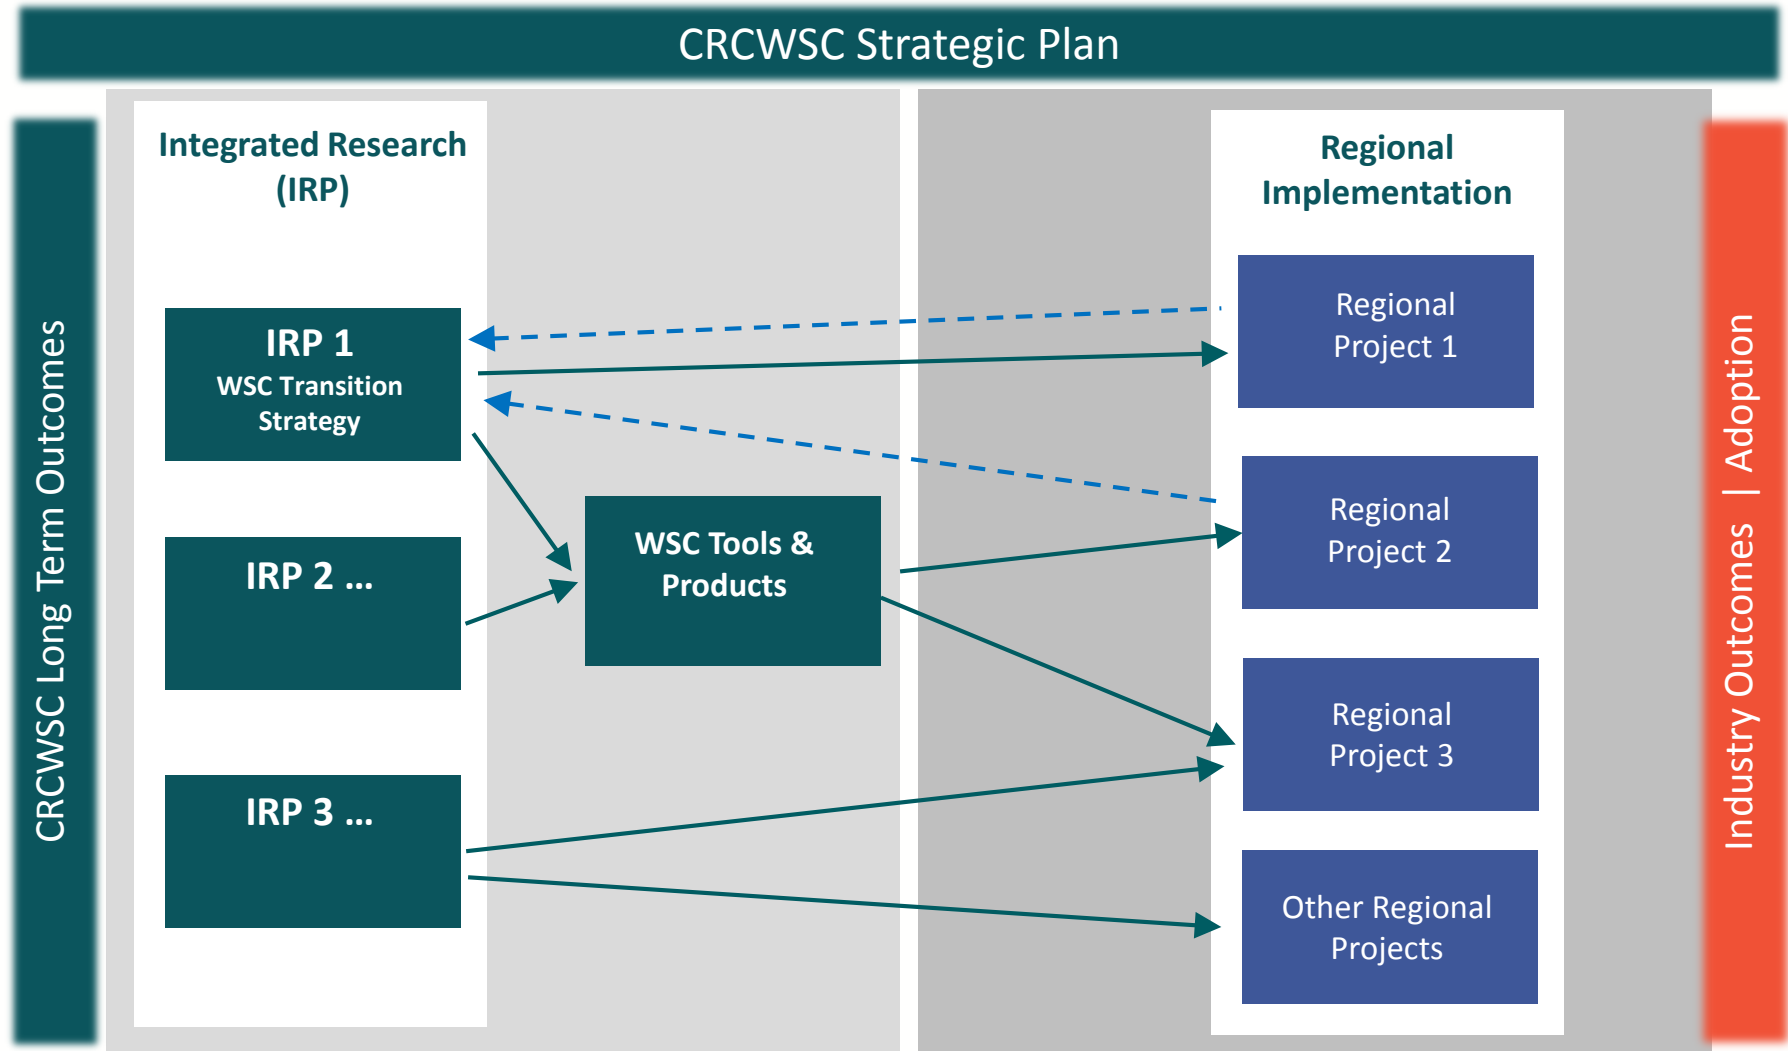 CRCWSC Strategic Plan
CRCWSC Long Term Outcomes
Integrated Research
(IRP)
IRP 1
WSC Transition
Strategy
IRP 2 ...
IRP 3 ...
WSC Tools &
Products
Regional
Implementation
Regional
Project 1
Regional
Project 2
Regional
Project 3
Other Regional
Projects
Industry Outcomes | Adoption